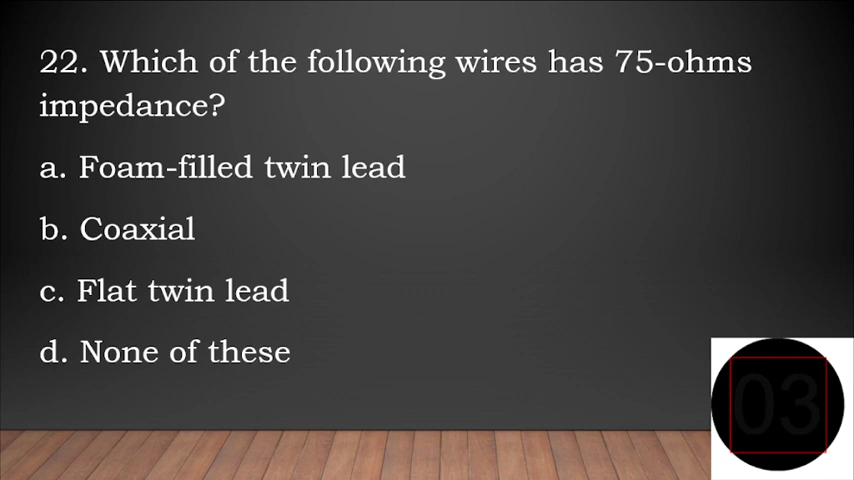 22. Which of the following wires has 75-ohms
impedance?
a. Foam-filled twin lead
b. Coaxial
c. Flat twin lead
d. None of these
03